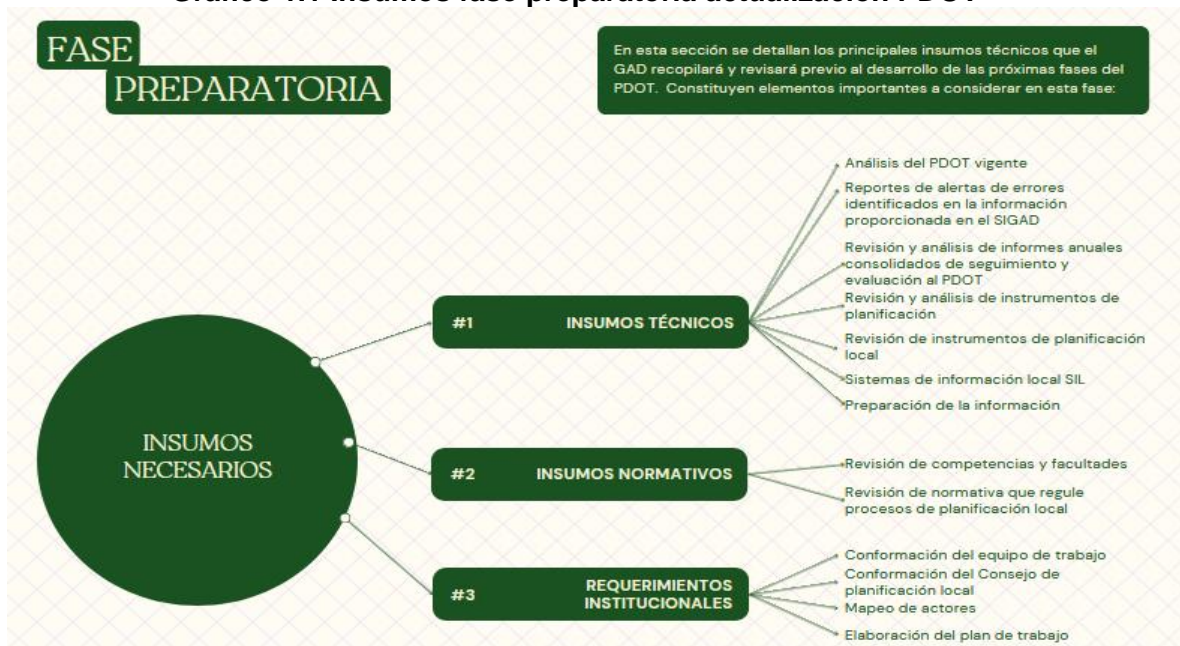 FASE
PREPARATORIA
En esta sección se detallan los principales insumos técnicos que el
GAD recopilará y revisará previo al desarrollo de las próximas fases del
PDOT. Constituyen elementos importantes a considerar en esta fase:
INSUMOS
NECESARIOS
#1 INSUMOS TÉCNICOS
Análisis del PDOT vigente
Reportes de alertas de errores
identificados en la información
proporcionada en el SIGAD
Revisión y análisis de informes anuales
consolidados de seguimiento y
evaluación al PDOT
Revisión y análisis de instrumentos de
planificación
Revisión de instrumentos de planificación
local
Sistemas de información local SIL
Preparación de la información
#2 INSUMOS NORMATIVOS
Revisión de competencias y facultades
Revisión de normativa que regule
procesos de planificación local
#3 REQUERIMIENTOS
INSTITUCIONALES
Conformación del equipo de trabajo
Conformación del Consejo de
planificación local
Mapeo de actores
Elaboración del plan de trabajo